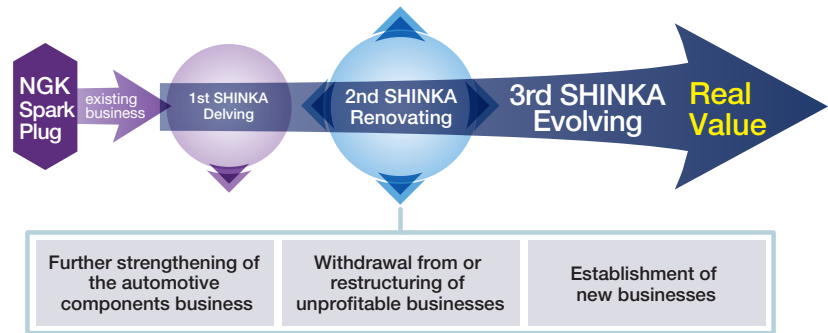 NGK
Spark
Plug
existing
business
1st SHINKA
Delving
2nd SHINKA
Renovating
3rd SHINKA
Evolving
Real
Value
Further strengthening of
the automotive
components business
Withdrawal from or
restructuring of
unprofitable businesses
Establishment of
new businesses